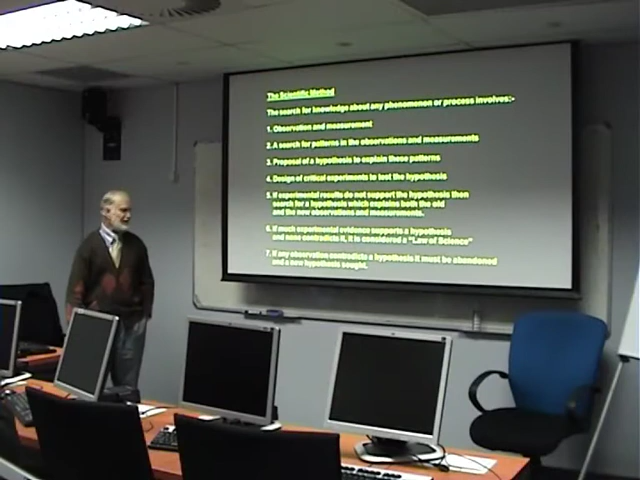 The Scientific Method
The search for knowledge about any phenomenon or process involves:-
1. Observation and measurement
2. A search for patterns in the observations and measurements
3. Proposal of a hypothesis to explain these patterns
4. Design of critical experiments to test the hypothesis
5. If experimental results do not support the hypothesis then
search for a hypothesis which explains both the old
and the new observations and measurements.
6. If much experimental evidence supports a hypothesis
and none contradicts it, it is considered a "Law of Science"
7. If any observation contradicts a hypothesis it must be abandoned
and a new hypothesis sought.